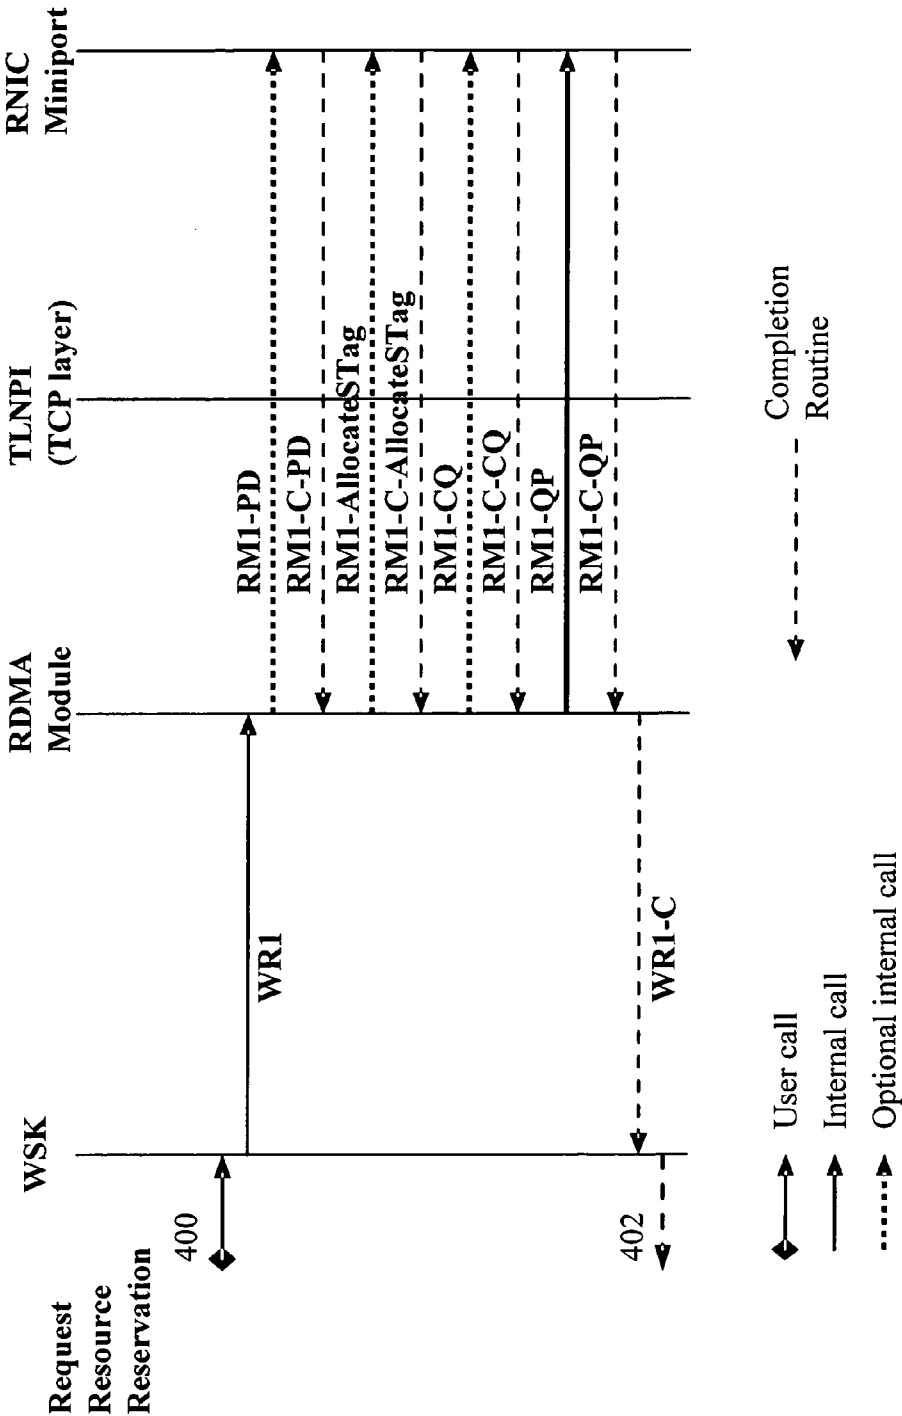 Request
Resource
Reservation
WSK
RDMA
Module
TLNPI
(TCP layer)
RNIC
Miniport
400
WR1
RM1-PD
RM1-C-PD
RM1-AllocateSTag
RM1-C-AllocateSTag
RM1-CQ
RM1-C-CQ
RM1-QP
RM1-C-QP
WR1-C
402
User call
Internal call
Optional internal call
Completion
Routine